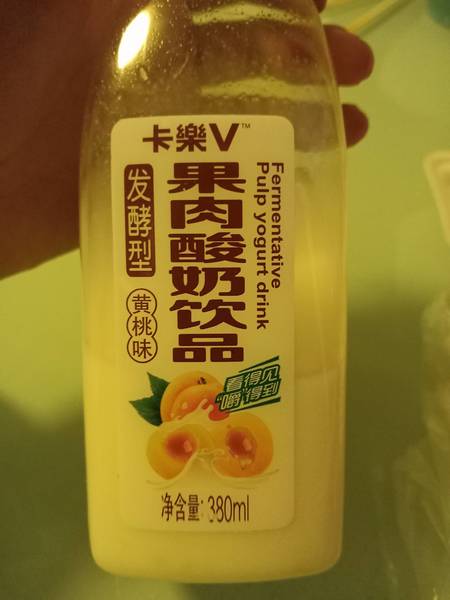 卡樂V™
发酵型
黄桃味
果肉酸奶饮品
Fermentative
Pulp yogurt drink
看得见
“嚼”得到
净含量:380ml